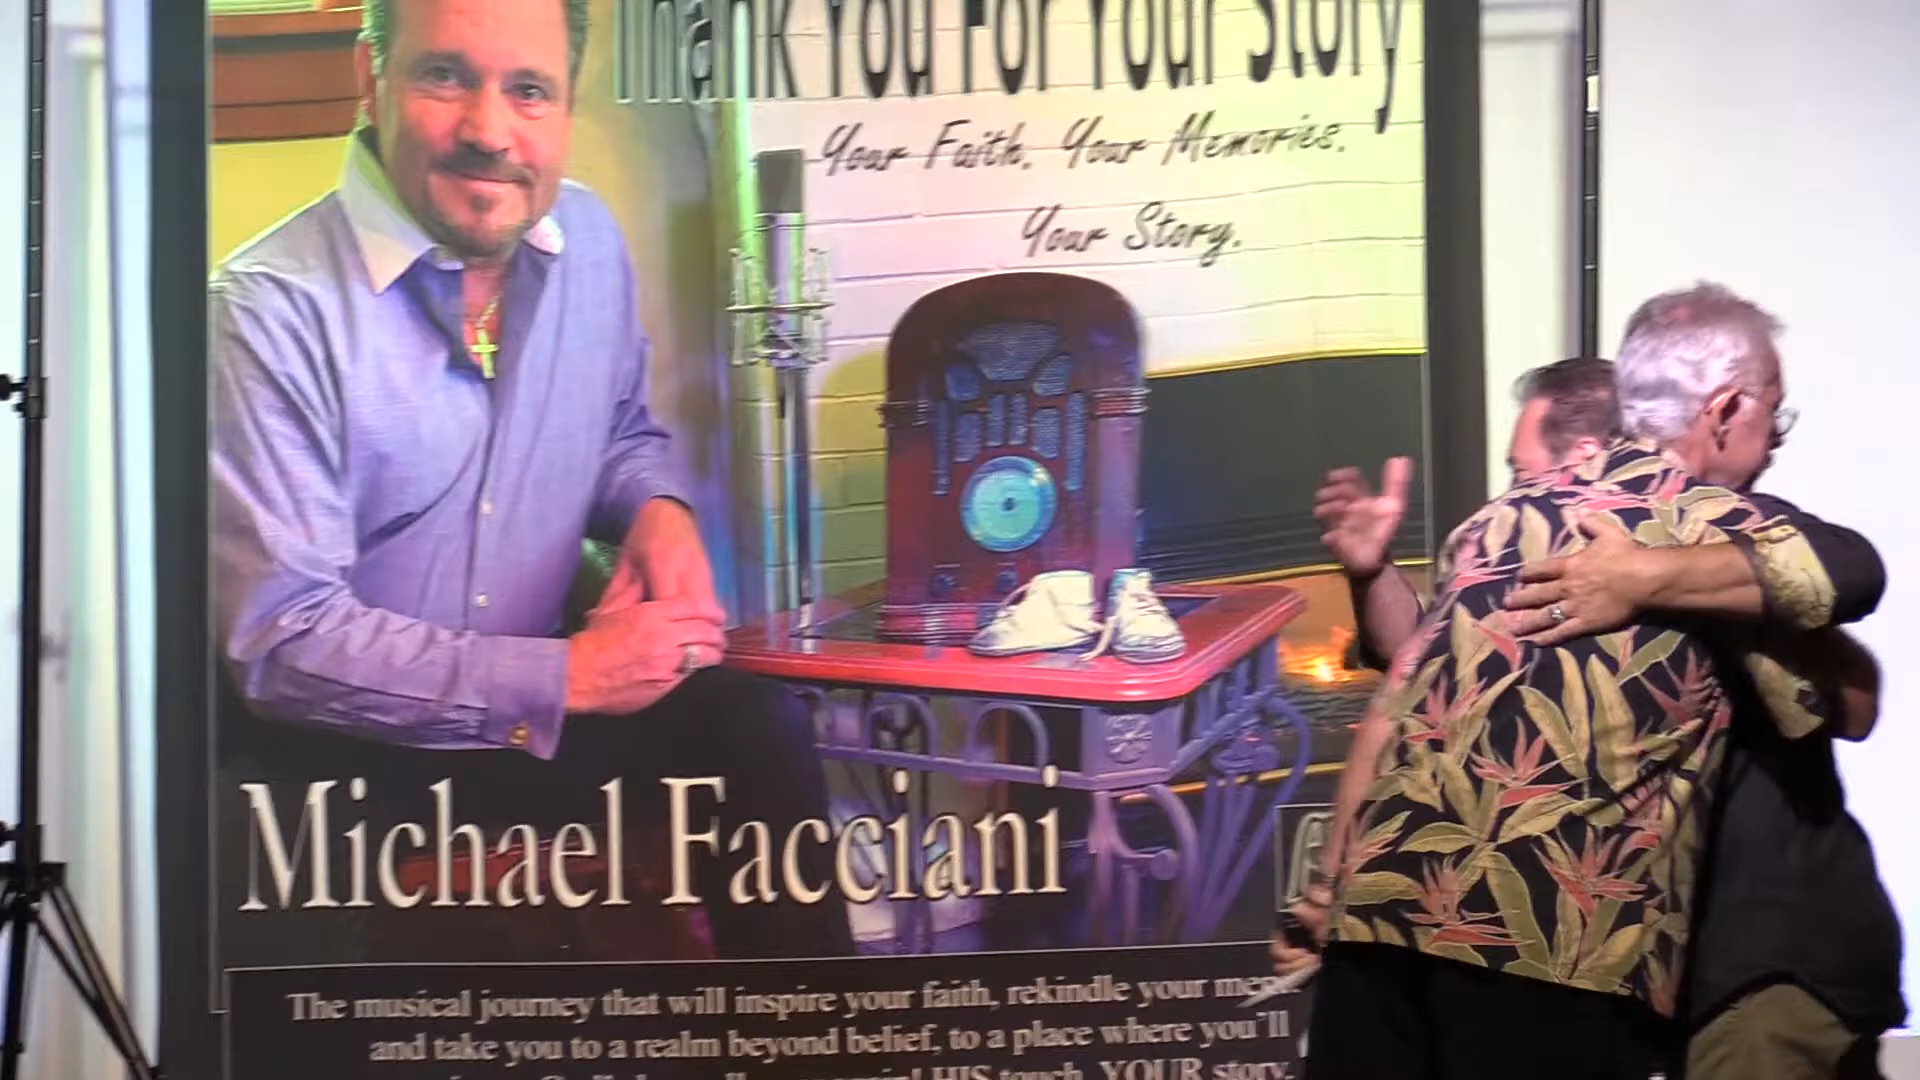 Thank You For Your Story
Your Faith. Your Memories.
Your Story.
Michael Facciani
The musical journey that will inspire your faith, rekindle your
and take you to a realm beyond belief, to a place where you'll
HIS touch, YOUR story.